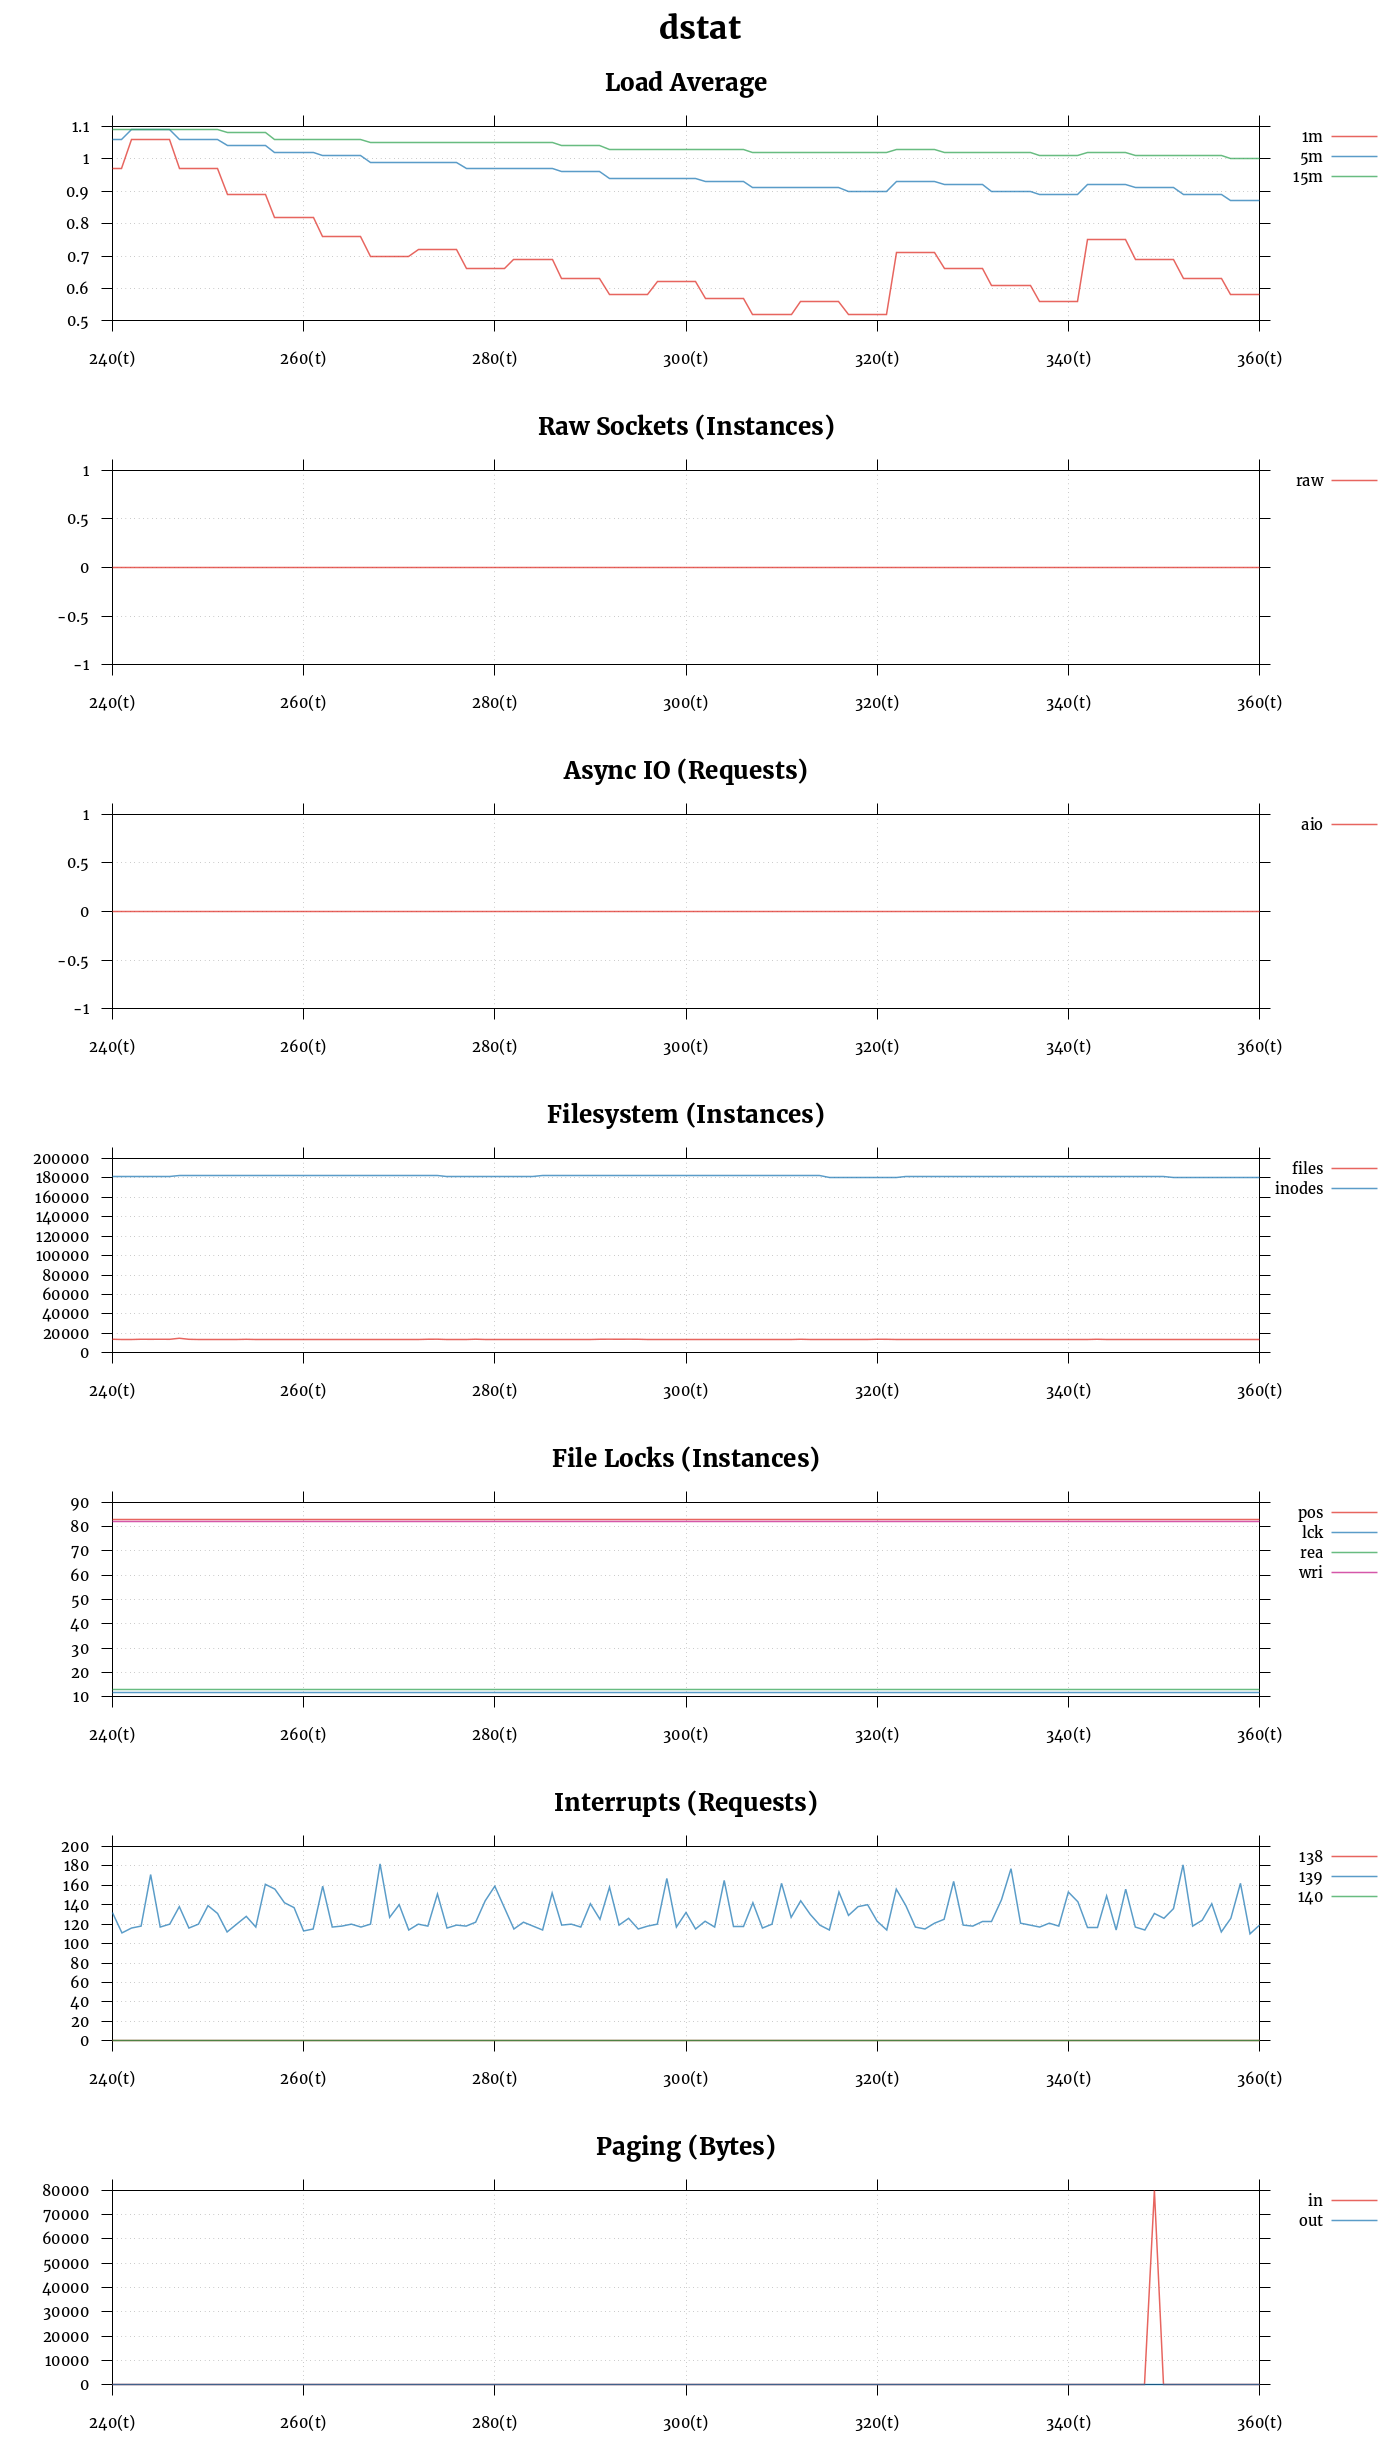 dstat
Load Average
1.1
1
0.9
0.8
0.7
0.6
0.5
240(t) 260(t) 280(t) 300(t) 320(t) 340(t) 360(t)
1m
5m
15m
Raw Sockets (Instances)
1
0.5
0
-0.5
-1
240(t) 260(t) 280(t) 300(t) 320(t) 340(t) 360(t)
raw
Async IO (Requests)
1
0.5
0
-0.5
-1
240(t) 260(t) 280(t) 300(t) 320(t) 340(t) 360(t)
aio
Filesystem (Instances)
200000
180000
160000
140000
120000
100000
80000
60000
40000
20000
0
240(t) 260(t) 280(t) 300(t) 320(t) 340(t) 360(t)
files
inodes
File Locks (Instances)
90
80
70
60
50
40
30
20
10
240(t) 260(t) 280(t) 300(t) 320(t) 340(t) 360(t)
pos
lck
rea
wri
Interrupts (Requests)
200
180
160
140
120
100
80
60
40
20
0
240(t) 260(t) 280(t) 300(t) 320(t) 340(t) 360(t)
138
139
140
Paging (Bytes)
80000
70000
60000
50000
40000
30000
20000
10000
0
240(t) 260(t) 280(t) 300(t) 320(t) 340(t) 360(t)
in
out